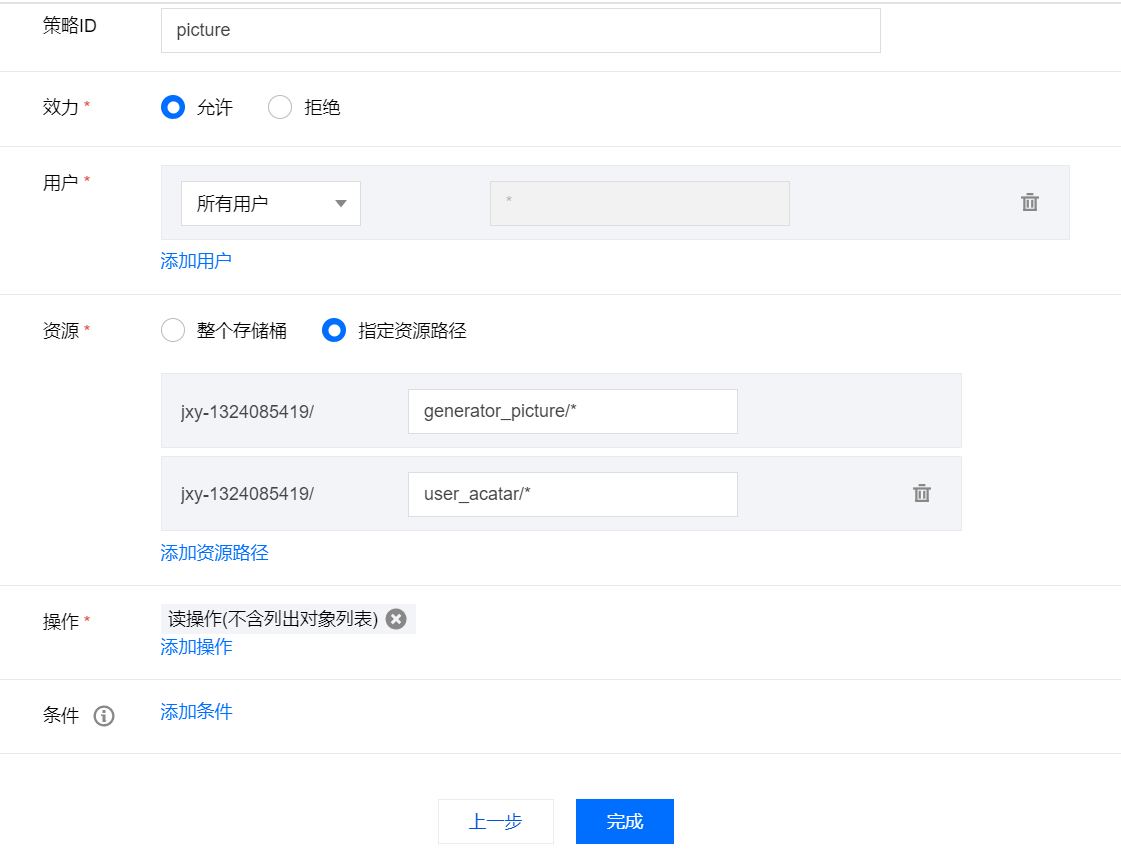 策略ID picture
效力 * 允许 拒绝
用户 * 所有用户 *
添加用户
资源 * 整个存储桶 指定资源路径
jxy-1324085419/ generator_picture/*
jxy-1324085419/ user_acatar/*
添加资源路径
操作 * 读操作(不含列出对象列表)
添加操作
条件 添加条件
上一步 完成